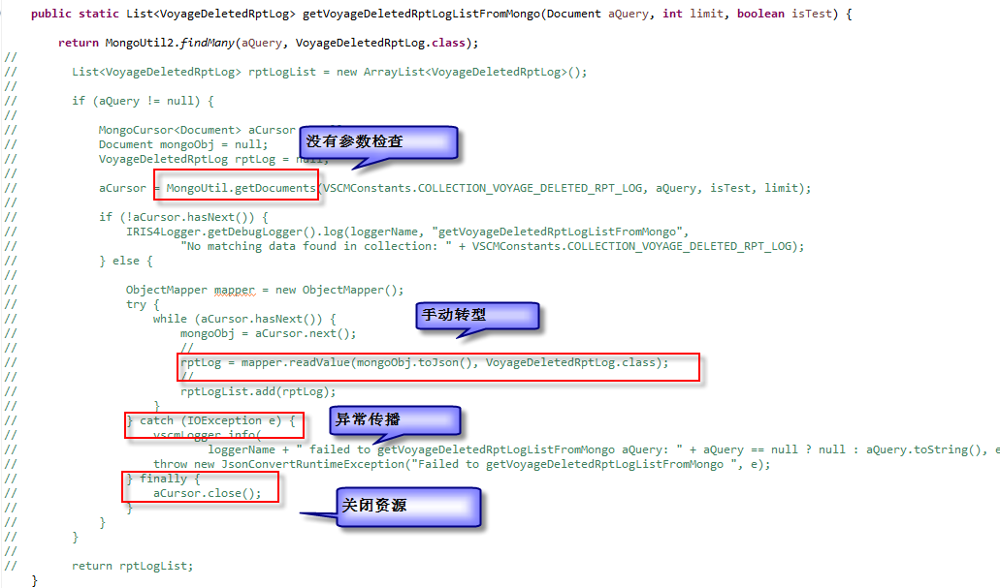 public static List<VoyageDeletedRptLog> getVoyageDeletedRptLogListFromMongo(Document aQuery, int limit, boolean isTest) {
return MongoUtil2.findMany(aQuery, VoyageDeletedRptLog.class);
//
// List<VoyageDeletedRptLog> rptLogList = new ArrayList<VoyageDeletedRptLog>();
//
// if (aQuery != null) {
//
// MongoCursor<Document> aCursor
没有参数检查
// Document mongoObj = null;
// VoyageDeletedRptLog rptLog = null;
//
// aCursor = MongoUtil.getDocuments(VSCMConstants.COLLECTION_VOYAGE_DELETED_RPT_LOG, aQuery, isTest, limit);
//
// if (!aCursor.hasNext()) {
// IRIS4Logger.getDebugLogger().log(loggerName, "getVoyageDeletedRptLogListFromMongo",
// "No matching data found in collection: " + VSCMConstants.COLLECTION_VOYAGE_DELETED_RPT_LOG);
// } else {
//
// ObjectMapper mapper = new ObjectMapper();
// try {
// while (aCursor.hasNext()) {
手动转型
// mongoObj = aCursor.next();
// //
// rptLog = mapper.readValue(mongoObj.toJson(), VoyageDeletedRptLog.class);
// //
// rptLogList.add(rptLog);
// }
// } catch (IOException e) {
异常传播
// vscmLogger.info(
// loggerName + " failed to getVoyageDeletedRptLogListFromMongo aQuery: " + aQuery == null ? null : aQuery.toString(), e
// throw new JsonConvertRuntimeException("Failed to getVoyageDeletedRptLogListFromMongo ", e);
// } finally {
// aCursor.close();
关闭资源
// }
// }
// }
//
// return rptLogList;
}